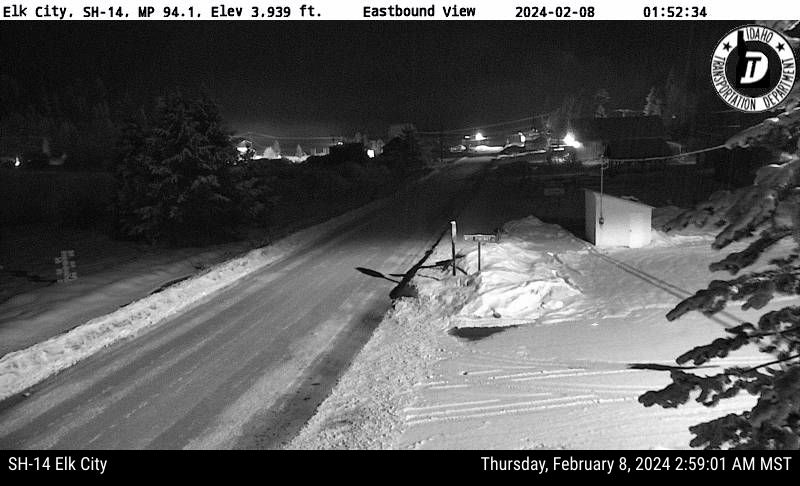 Elk City, SH-14, MP 94.1, Elev 3,939 ft. Eastbound View 2024-02-08 01:52:34
IDAHO
TRANSPORTATION DEPARTMENT
SH-14 Elk City Thursday, February 8, 2024 2:59:01 AM MST